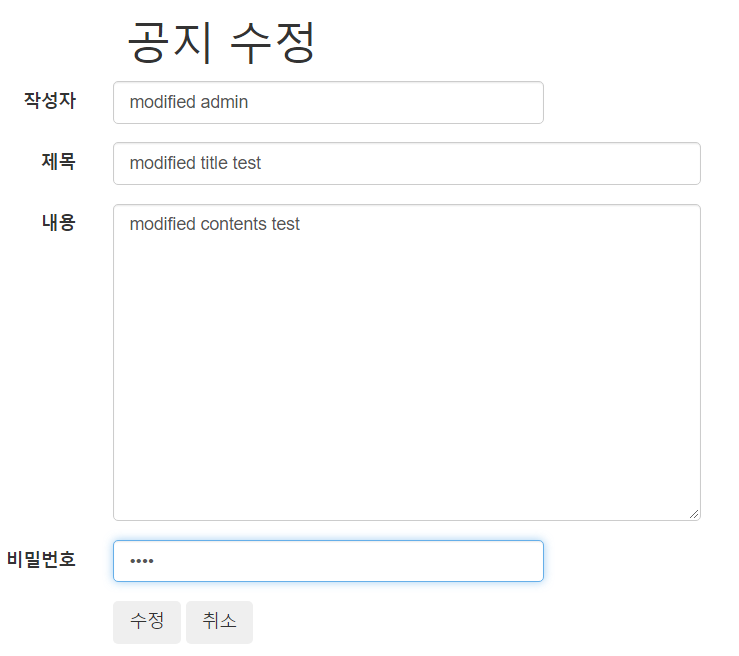 공지 수정
작성자 modified admin
제목 modified title test
내용 modified contents test
비밀번호 ••••
수정 취소